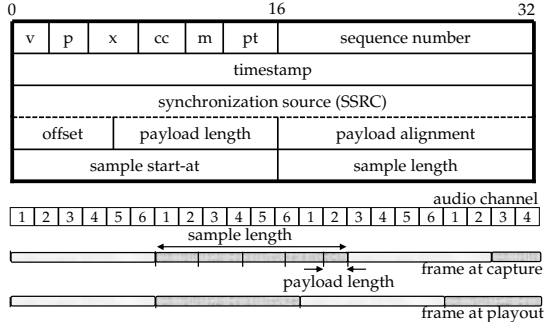 0 16 32
v p x cc m pt sequence number
timestamp
synchronization source (SSRC)
offset payload length payload alignment
sample start-at sample length
audio channel
1 2 3 4 5 6 1 2 3 4 5 6 1 2 3 4 5 6 1 2 3 4
sample length
frame at capture
payload length
frame at playout